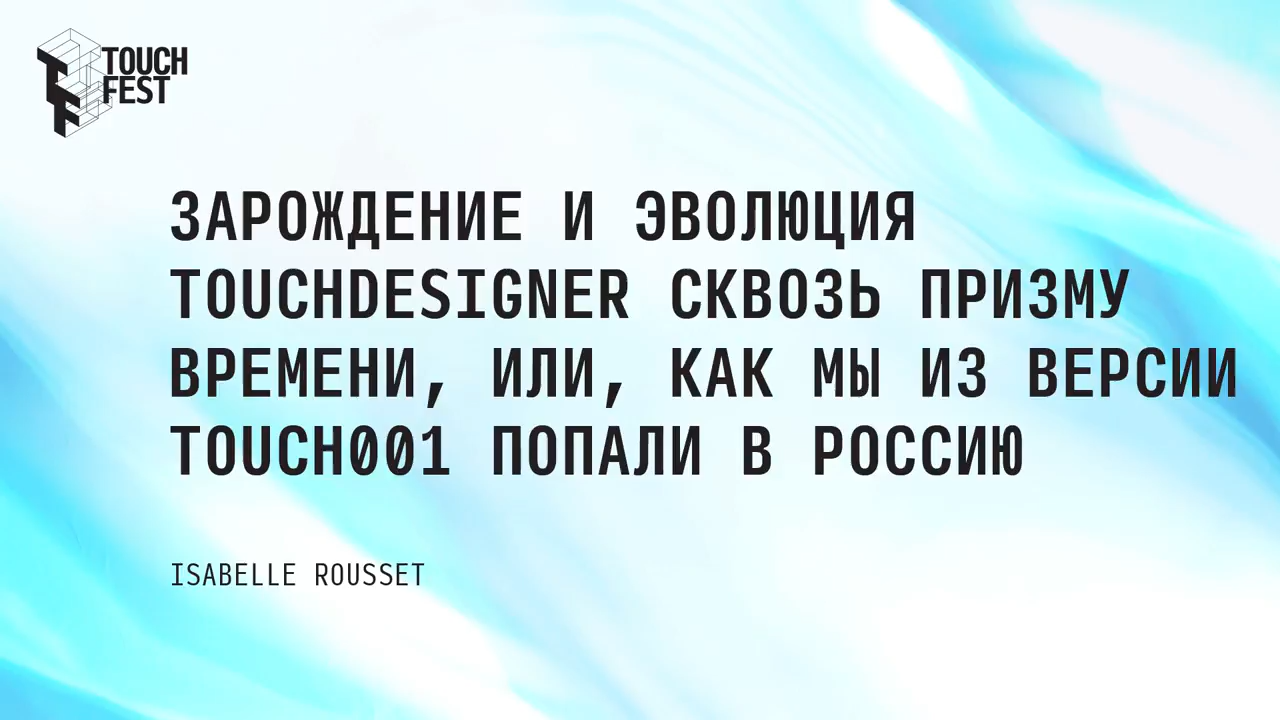 TOUCH
FEST
ЗАРОЖДЕНИЕ И ЭВОЛЮЦИЯ
TOUCHDESIGNER СКВОЗЬ ПРИЗМУ
ВРЕМЕНИ, ИЛИ, КАК МЫ ИЗ ВЕРСИИ
TOUCH001 ПОПАЛИ В РОССИЮ
ISABELLE ROUSSET